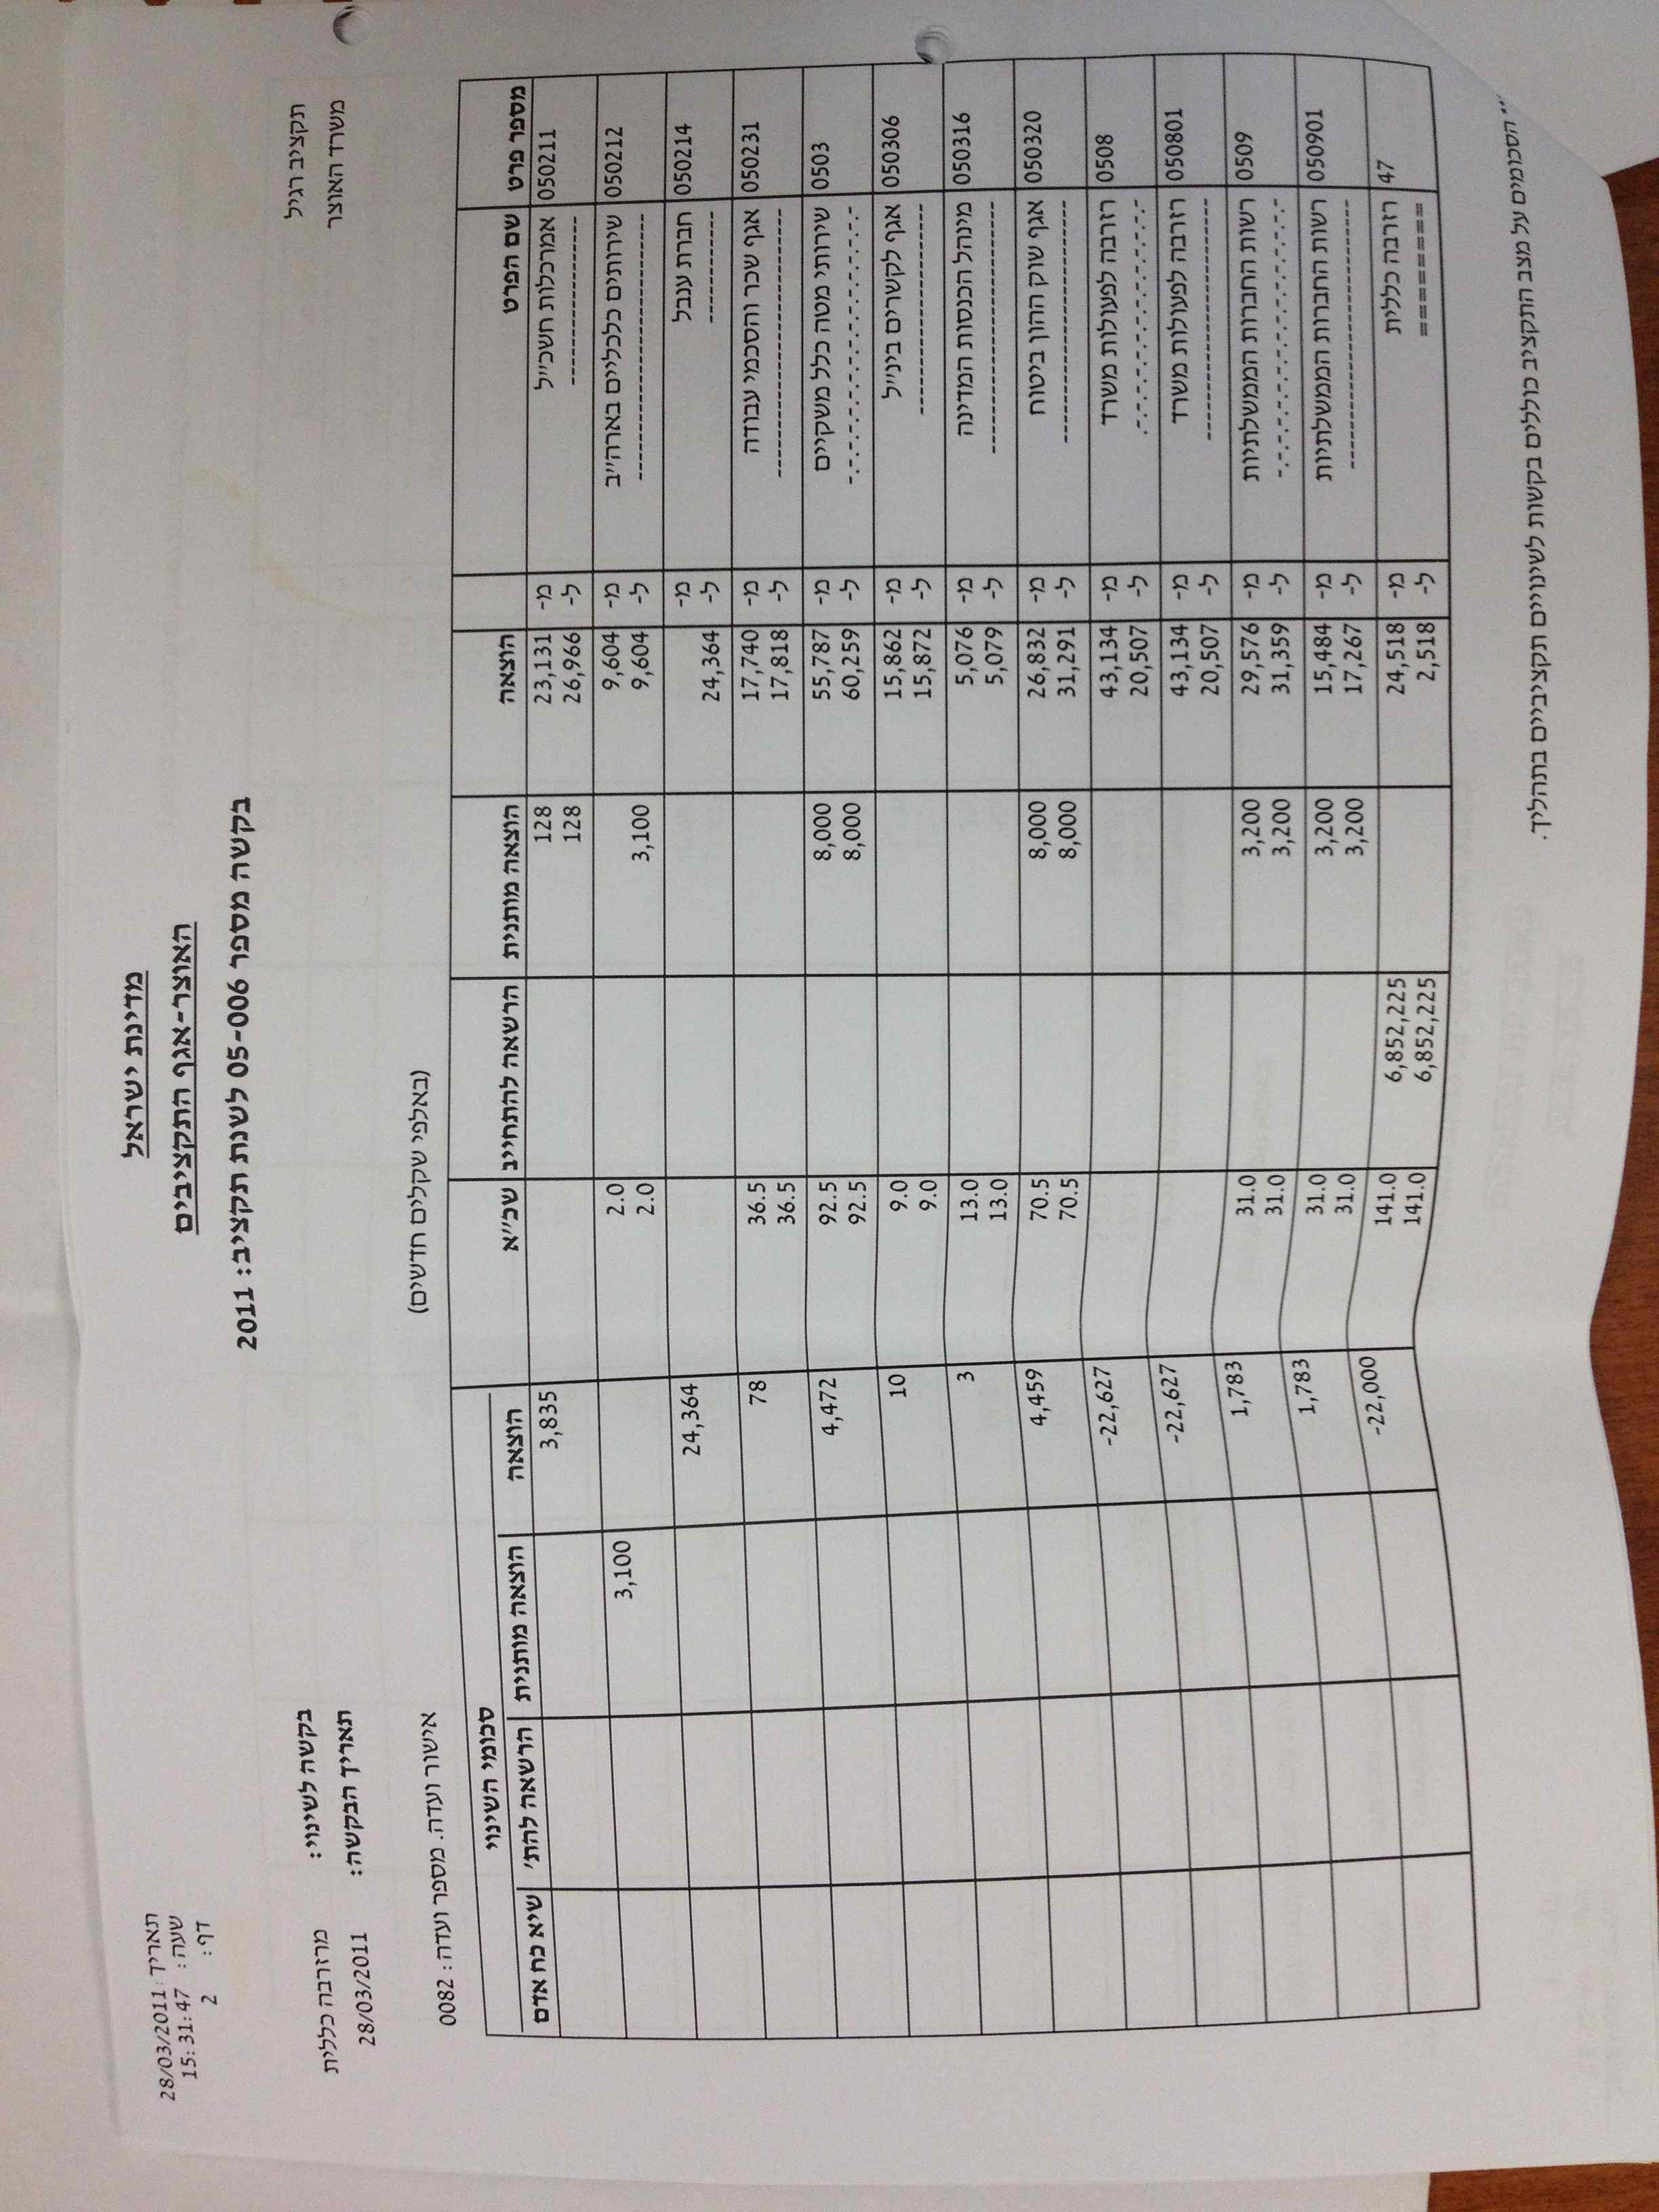 תאריך: 28/03/2011
שעה: 15:31:47
דף: 2
מדינת ישראל
האוצר-אגף התקציבים
בקשה מספר 05-006 לשנת תקציב: 2011
תקציב רגיל
משרד האוצר
בקשה לשינוי: מרזרבה כללית
תאריך הבקשה: 28/03/2011
(באלפי שקלים חדשים)
אישור ועדה. מספר ועדה: 0082
סכומי השינוי
מספר פרט שם הפרט הוצאה הוצאה מותנית הרשאה להתחייב שכ״א הוצאה הוצאה מותנית הרשאה להת׳ שיא כח אדם
050211 אמרכלות חשכ״ל מ- 23,131 128 3,835
ל- 26,966 128
050212 שירותים כלכליים בארה״ב מ- 9,604 2.0 3,100
ל- 9,604 3,100 2.0
050214 חברת ענבל מ- 24,364
ל- 24,364
050231 אגף שכר והסכמי עבודה מ- 17,740 36.5 78
ל- 17,818 36.5
0503 שירותי מטה כלל משקיים מ- 55,787 8,000 92.5 4,472
ל- 60,259 8,000 92.5
050306 אגף לקשרים בינ״ל מ- 15,862 9.0 10
ל- 15,872 9.0
050316 מינהל הכנסות המדינה מ- 5,076 13.0 3
ל- 5,079 13.0
050320 אגף שוק ההון ביטוח מ- 26,832 8,000 70.5 4,459
ל- 31,291 8,000 70.5
0508 רזרבה לפעולות משרד מ- 43,134 -22,627
ל- 20,507
050801 רזרבה לפעולות משרד מ- 43,134 -22,627
ל- 20,507
0509 רשות החברות הממשלתיות מ- 29,576 3,200 31.0 1,783
ל- 31,359 3,200 31.0
050901 רשות החברות הממשלתיות מ- 15,484 3,200 31.0 1,783
ל- 17,267 3,200 31.0
47 רזרבה כללית מ- 24,518 6,852,225 141.0 -22,000
======== ל- 2,518 6,852,225 141.0
הסכומים על מצב התקציב כוללים בקשות לשינויים תקציביים בתהליך.